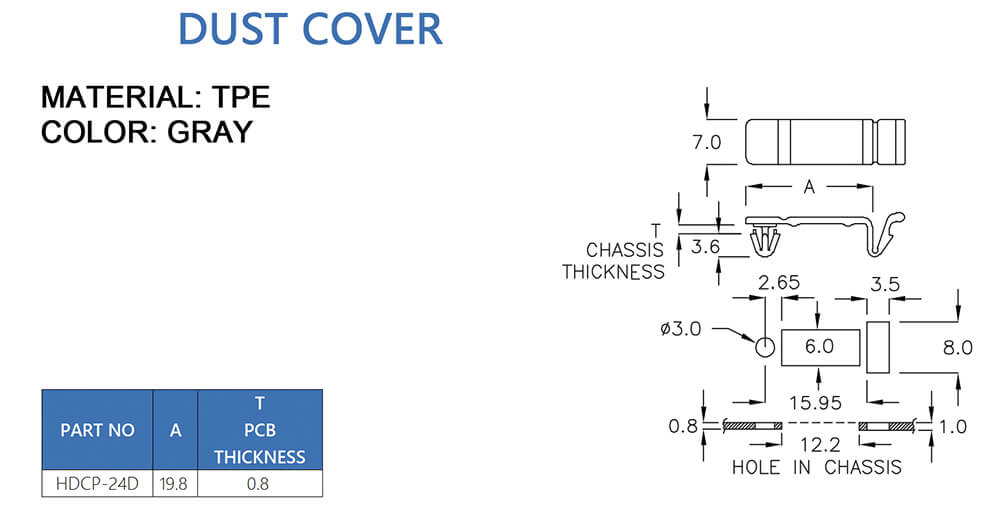 DUST COVER
MATERIAL: TPE
COLOR: GRAY
7.0
A
T
CHASSIS
THICKNESS
3.6
2.65
3.5
ø3.0
6.0
8.0
15.95
0.8
1.0
12.2
HOLE IN CHASSIS
PART NO A T PCB THICKNESS
HDCP-24D 19.8 0.8